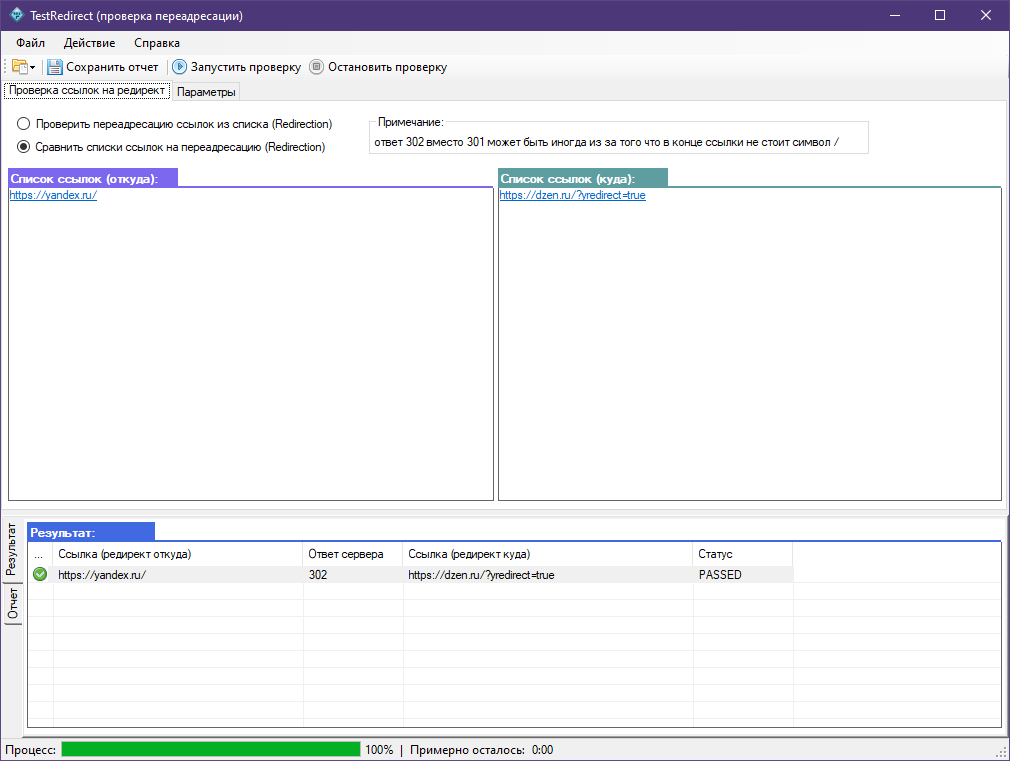 TestRedirect (проверка переадресации)
Файл Действие Справка
Сохранить отчет Запустить проверку Остановить проверку
Проверка ссылок на редирект Параметры
Проверить переадресацию ссылок из списка (Redirection)
Сравнить списки ссылок на переадресацию (Redirection)
Примечание:
ответ 302 вместо 301 может быть иногда из за того что в конце ссылки не стоит символ /
Список ссылок (откуда):
https://yandex.ru/
Список ссылок (куда):
https://dzen.ru/?yredirect=true
Результат
Отчет
Результат:
... Ссылка (редирект откуда) Ответ сервера Ссылка (редирект куда) Статус
https://yandex.ru/ 302 https://dzen.ru/?yredirect=true PASSED
Процесс: 100% | Примерно осталось: 0:00